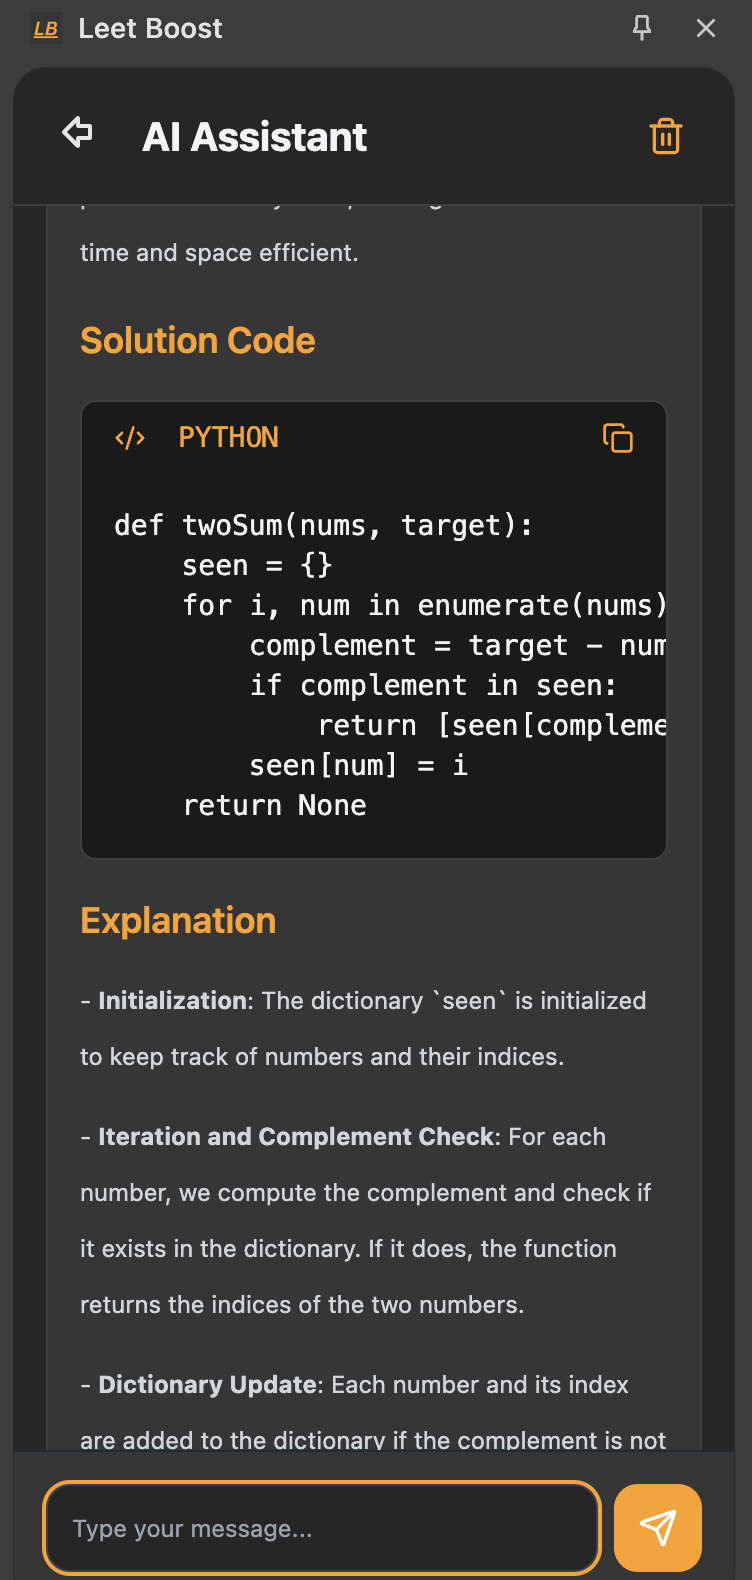 LB Leet Boost
AI Assistant
time and space efficient.
Solution Code
</> PYTHON
def twoSum(nums, target):
    seen = {}
    for i, num in enumerate(nums)
        complement = target - num
        if complement in seen:
            return [seen[compleme
        seen[num] = i
    return None
Explanation
- Initialization: The dictionary `seen` is initialized
to keep track of numbers and their indices.
- Iteration and Complement Check: For each
number, we compute the complement and check if
it exists in the dictionary. If it does, the function
returns the indices of the two numbers.
- Dictionary Update: Each number and its index
are added to the dictionary if the complement is not
Type your message...